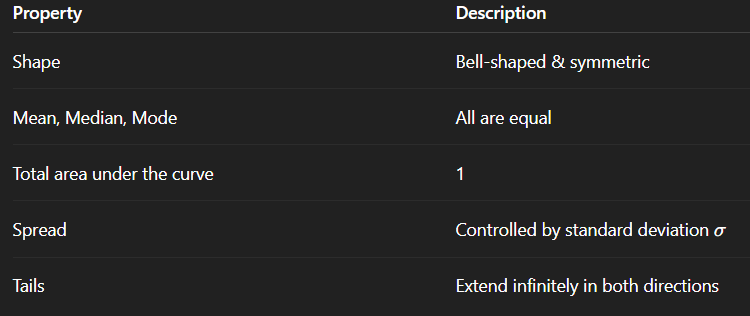 Property Description
Shape Bell-shaped & symmetric
Mean, Median, Mode All are equal
Total area under the curve 1
Spread Controlled by standard deviation σ
Tails Extend infinitely in both directions